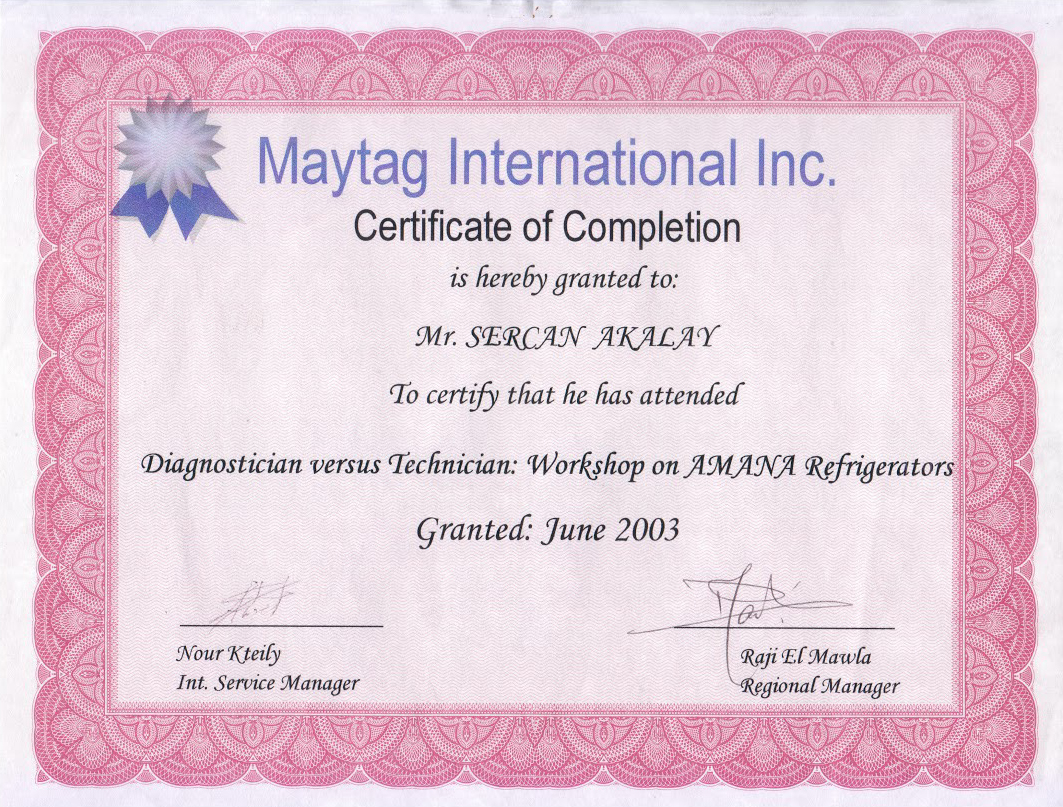 Maytag International Inc.
Certificate of Completion
is hereby granted to:
Mr. SERCAN AKALAY
To certify that he has attended
Diagnostician versus Technician: Workshop on AMANA Refrigerators
Granted: June 2003
Nour Kteily
Int. Service Manager
Raji El Mawla
Regional Manager